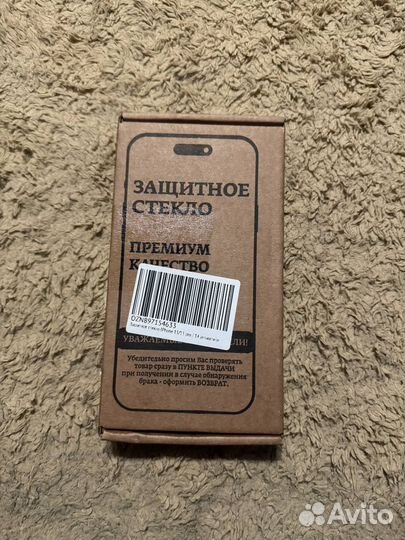 ЗАЩИТНОЕ
СТЕКЛО
ПРЕМИУМ
КАЧЕСТВО
OZN897154633
УВАЖАЕМЫЕ
Убедительно просим Вас проверять
товар сразу в ПУНКТЕ ВЫДАЧИ
при получении в случае обнаружения
брака - оформить ВОЗВРАТ.
Avito